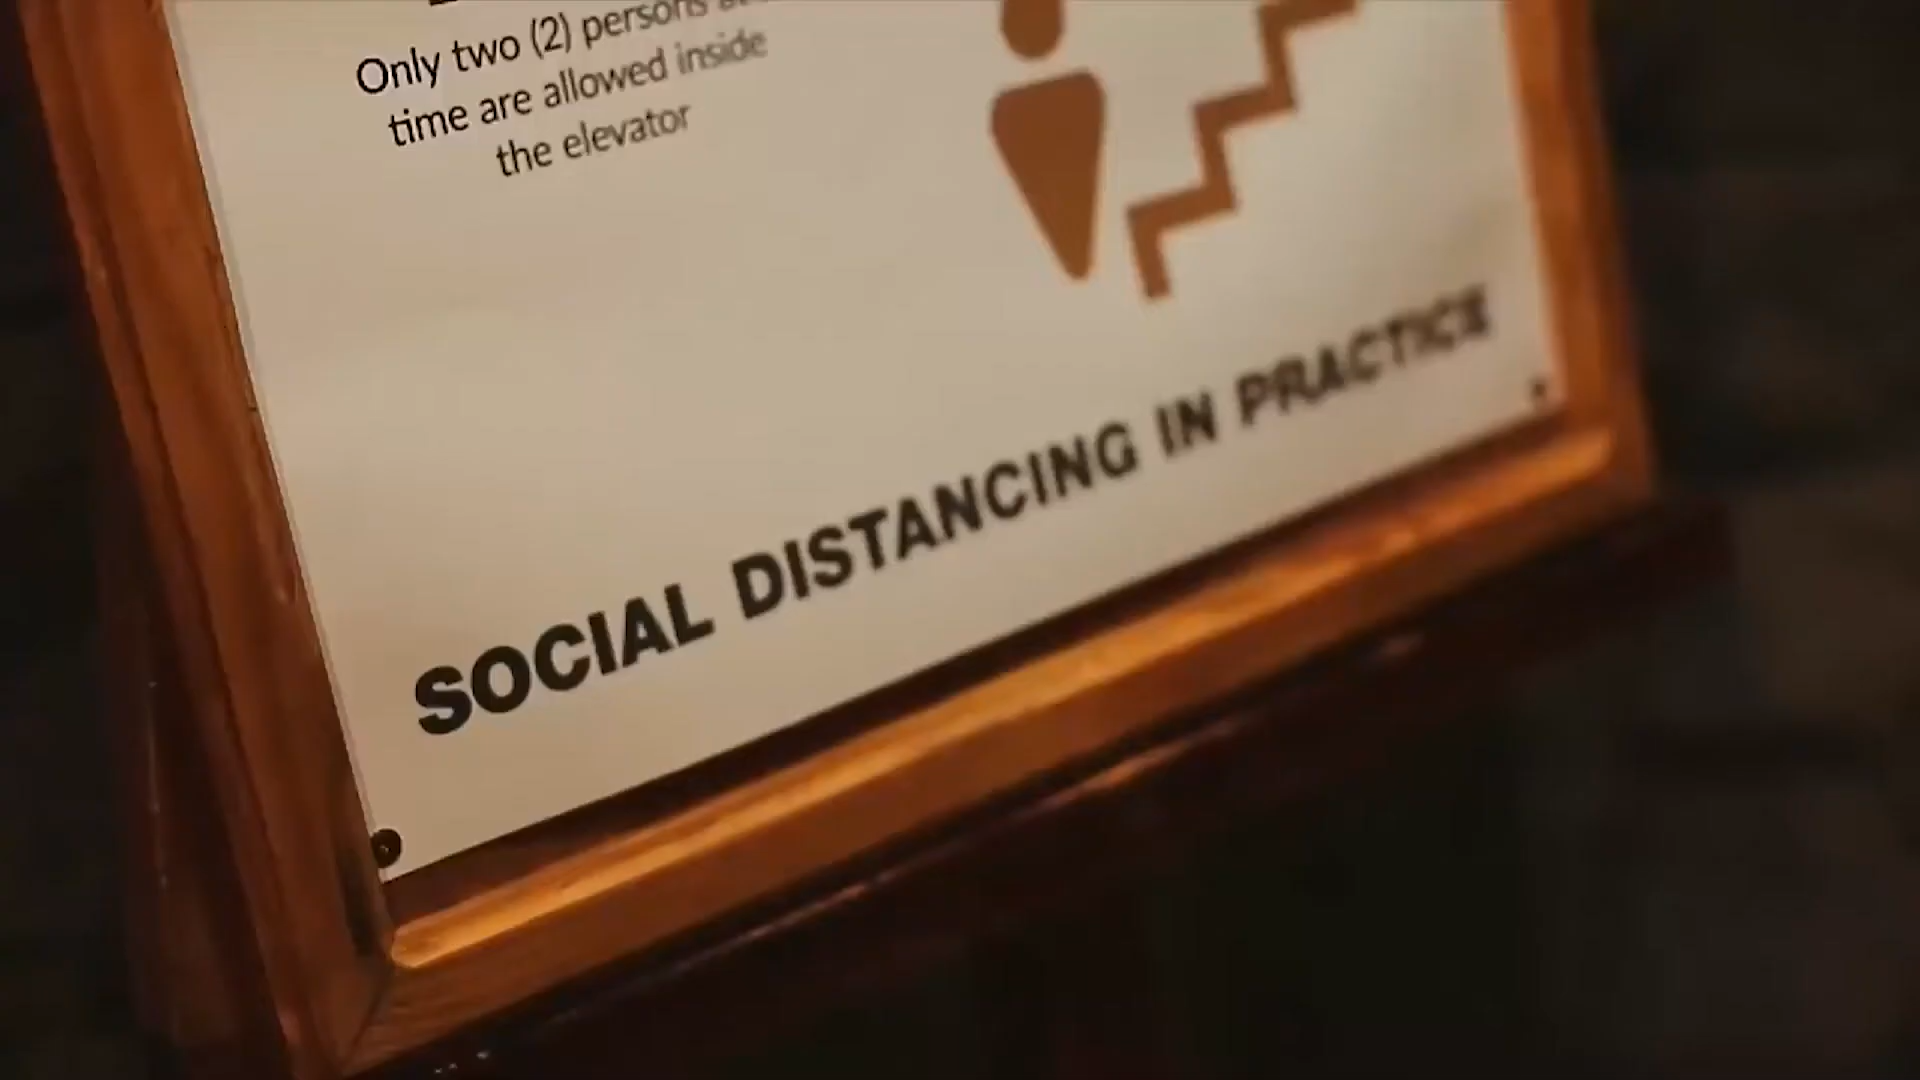 Only two (2) persons
time are allowed inside
the elevator
SOCIAL DISTANCING IN PRACTICE